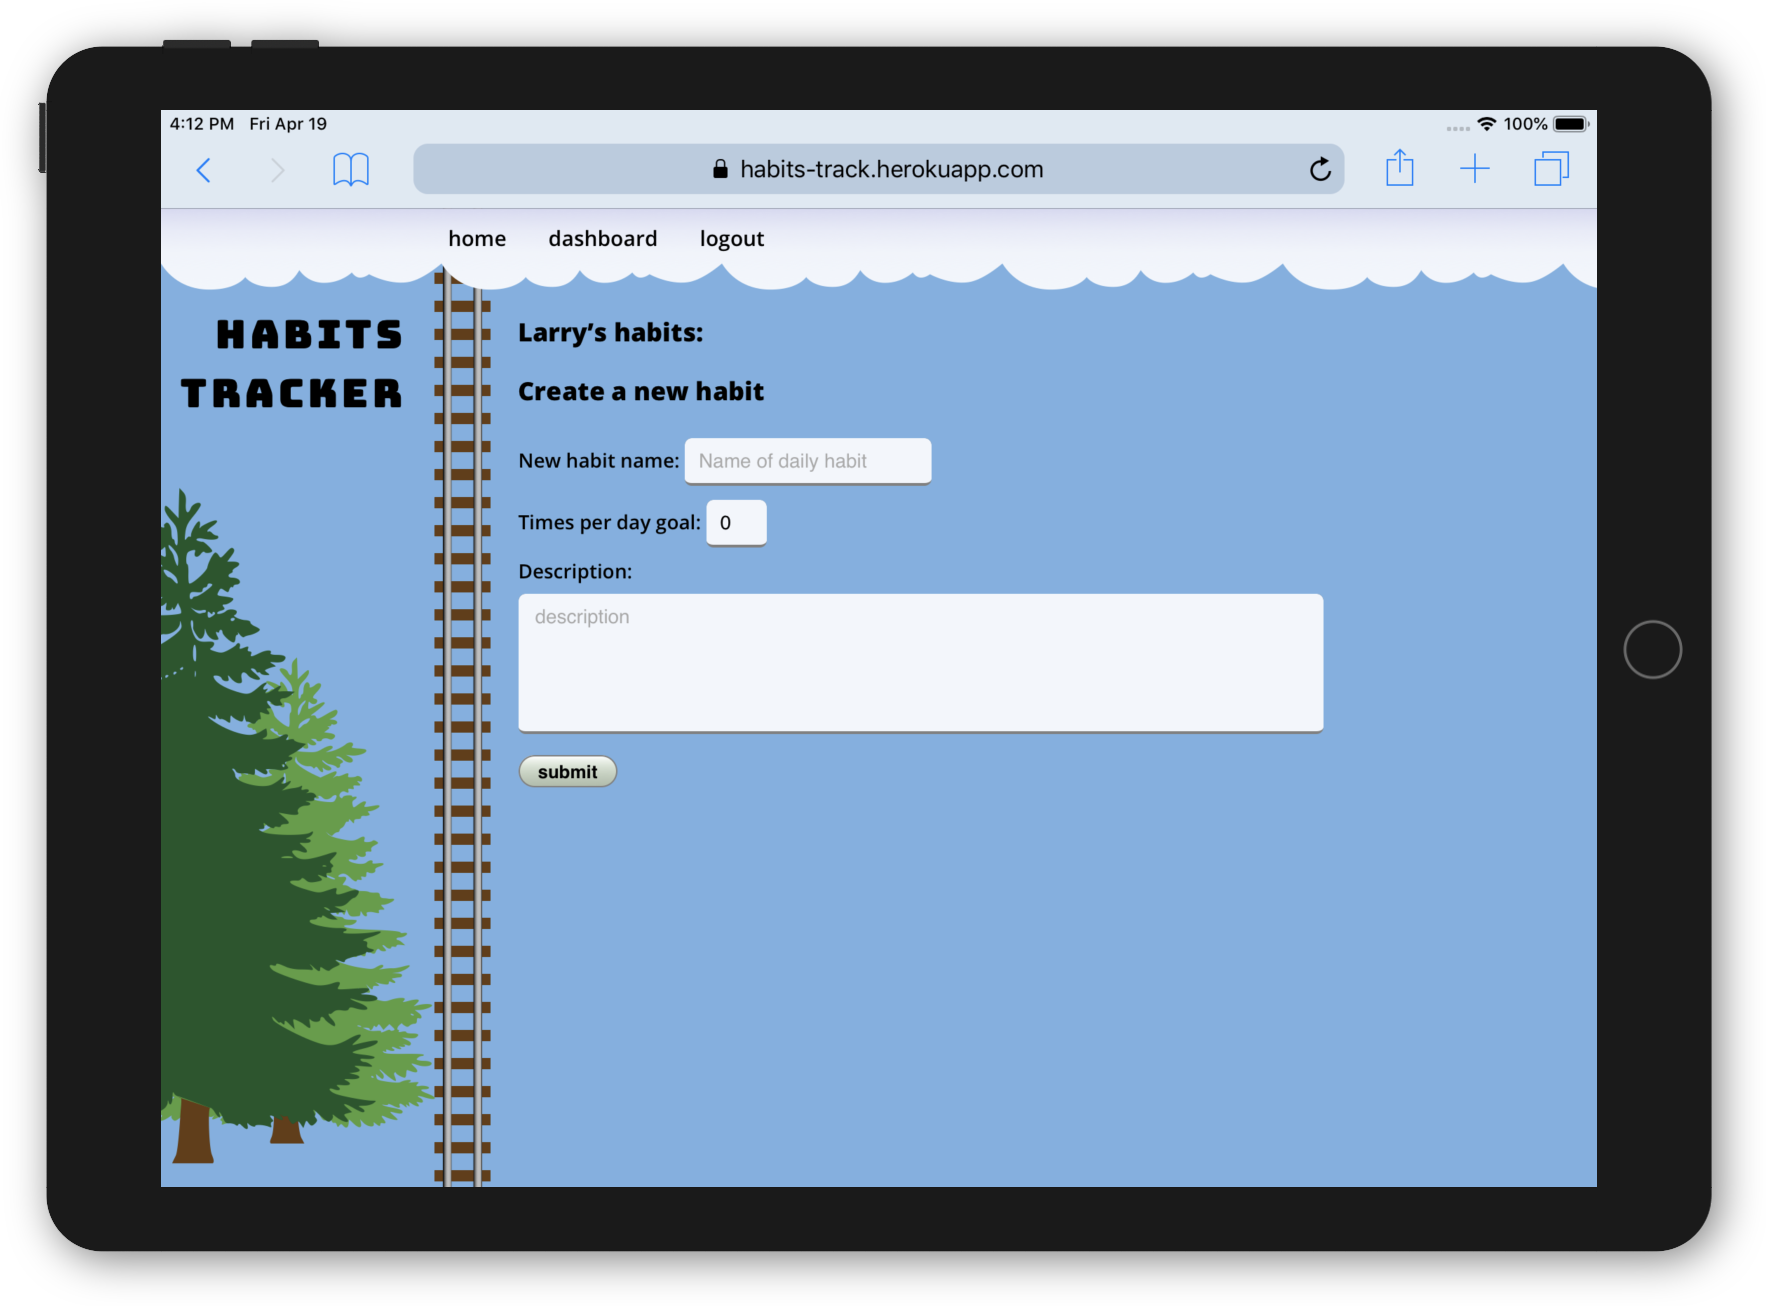 4:12 PM Fri Apr 19 100%
habits-track.herokuapp.com
home dashboard logout
HABITS
TRACKER
Larry’s habits:
Create a new habit
New habit name: Name of daily habit
Times per day goal: 0
Description:
description
submit